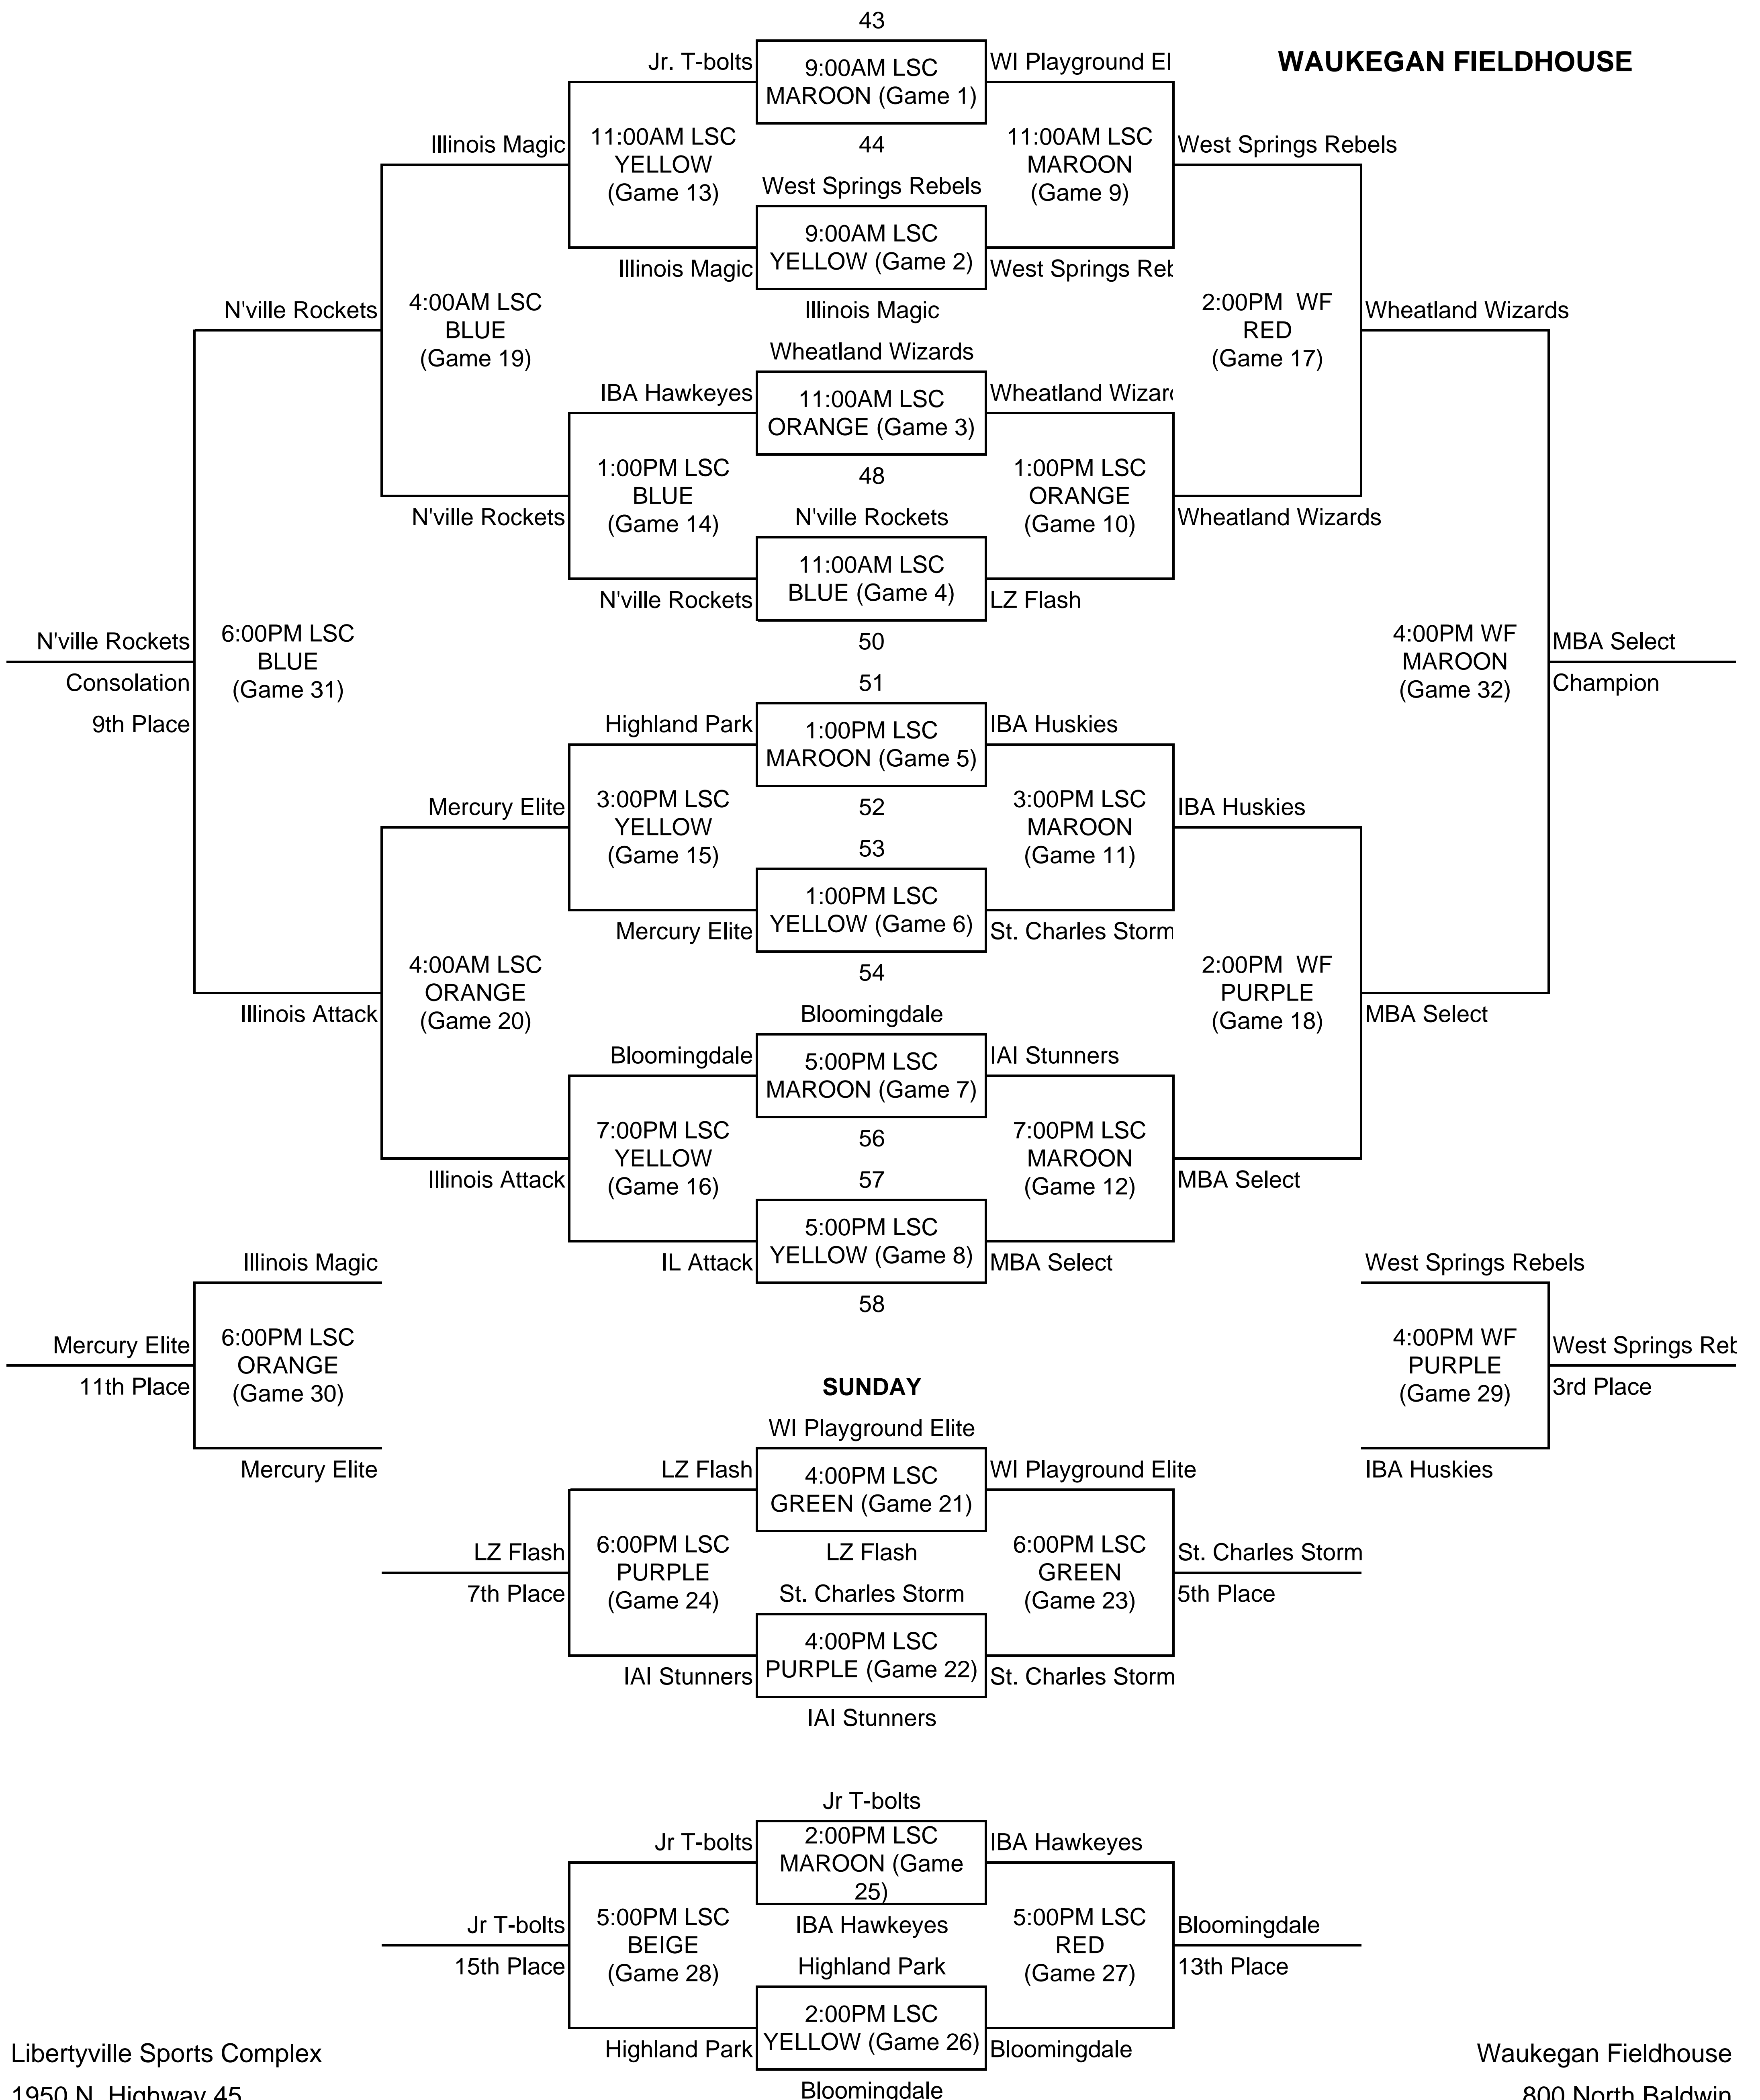 43
Jr. T-bolts
9:00AM LSC
MAROON (Game 1)
WI Playground El
WAUKEGAN FIELDHOUSE
Illinois Magic
11:00AM LSC
YELLOW
(Game 13)
44
West Springs Rebels
11:00AM LSC
MAROON
(Game 9)
West Springs Rebels
9:00AM LSC
YELLOW (Game 2)
Illinois Magic
West Springs Reb
Illinois Magic
N'ville Rockets
4:00AM LSC
BLUE
(Game 19)
2:00PM WF
RED
(Game 17)
Wheatland Wizards
Wheatland Wizards
IBA Hawkeyes
11:00AM LSC
ORANGE (Game 3)
Wheatland Wizard
48
1:00PM LSC
BLUE
(Game 14)
1:00PM LSC
ORANGE
(Game 10)
N'ville Rockets
N'ville Rockets
Wheatland Wizards
11:00AM LSC
BLUE (Game 4)
N'ville Rockets
LZ Flash
50
N'ville Rockets
Consolation
9th Place
6:00PM LSC
BLUE
(Game 31)
4:00PM WF
MAROON
(Game 32)
MBA Select
Champion
51
Highland Park
1:00PM LSC
MAROON (Game 5)
IBA Huskies
52
Mercury Elite
3:00PM LSC
YELLOW
(Game 15)
3:00PM LSC
MAROON
(Game 11)
IBA Huskies
53
1:00PM LSC
YELLOW (Game 6)
Mercury Elite
St. Charles Storm
54
4:00AM LSC
ORANGE
(Game 20)
2:00PM WF
PURPLE
(Game 18)
Illinois Attack
Bloomingdale
MBA Select
Bloomingdale
5:00PM LSC
MAROON (Game 7)
IAI Stunners
56
7:00PM LSC
YELLOW
(Game 16)
7:00PM LSC
MAROON
(Game 12)
Illinois Attack
57
MBA Select
5:00PM LSC
YELLOW (Game 8)
IL Attack
MBA Select
58
Illinois Magic
West Springs Rebels
Mercury Elite
11th Place
6:00PM LSC
ORANGE
(Game 30)
4:00PM WF
PURPLE
(Game 29)
West Springs Reb
3rd Place
Mercury Elite
IBA Huskies
SUNDAY
WI Playground Elite
LZ Flash
4:00PM LSC
GREEN (Game 21)
WI Playground Elite
LZ Flash
LZ Flash
7th Place
6:00PM LSC
PURPLE
(Game 24)
6:00PM LSC
GREEN
(Game 23)
St. Charles Storm
5th Place
St. Charles Storm
4:00PM LSC
PURPLE (Game 22)
IAI Stunners
St. Charles Storm
IAI Stunners
Jr T-bolts
Jr T-bolts
2:00PM LSC
MAROON (Game
25)
IBA Hawkeyes
IBA Hawkeyes
Jr T-bolts
15th Place
5:00PM LSC
BEIGE
(Game 28)
5:00PM LSC
RED
(Game 27)
Bloomingdale
13th Place
Highland Park
2:00PM LSC
YELLOW (Game 26)
Highland Park
Bloomingdale
Bloomingdale
Libertyville Sports Complex
1950 N. Highway 45
Waukegan Fieldhouse
800 North Baldwin